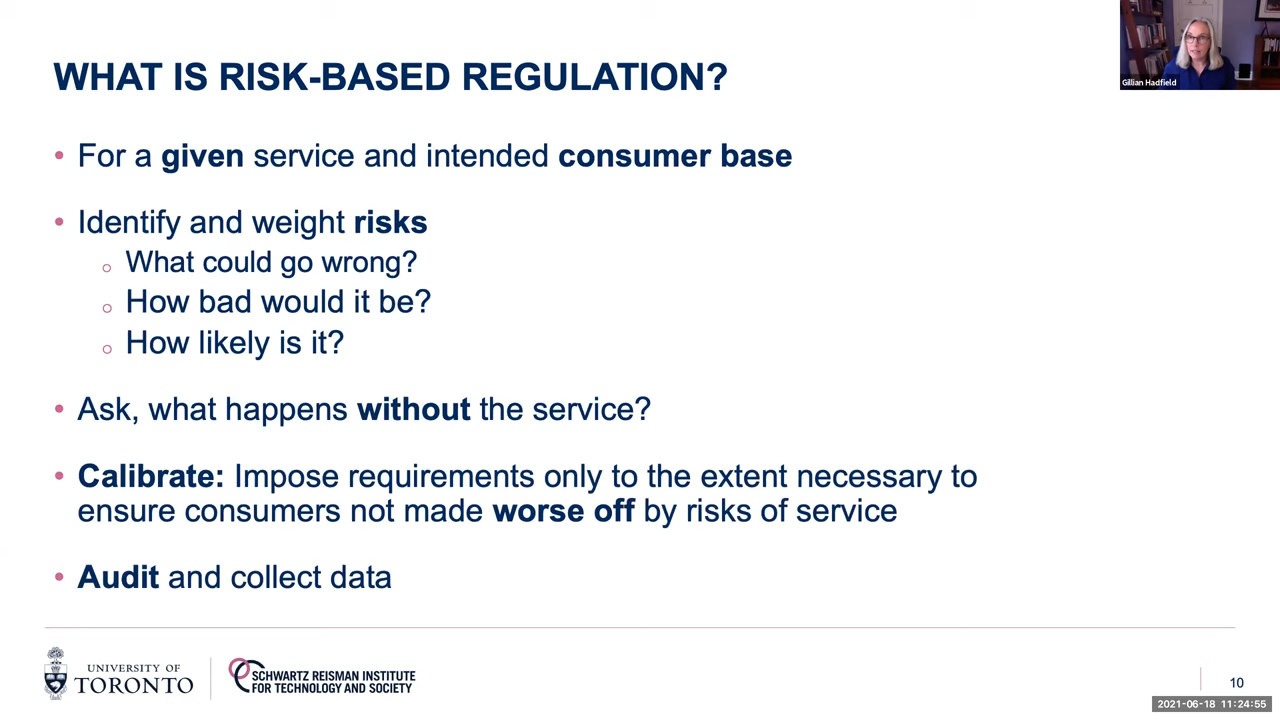 Gillian Hadfield
WHAT IS RISK-BASED REGULATION?
• For a given service and intended consumer base
• Identify and weight risks
o What could go wrong?
o How bad would it be?
o How likely is it?
• Ask, what happens without the service?
• Calibrate: Impose requirements only to the extent necessary to
ensure consumers not made worse off by risks of service
• Audit and collect data
UNIVERSITY OF
TORONTO
SCHWARTZ REISMAN INSTITUTE
FOR TECHNOLOGY AND SOCIETY
10
2021-06-18 11:24:55